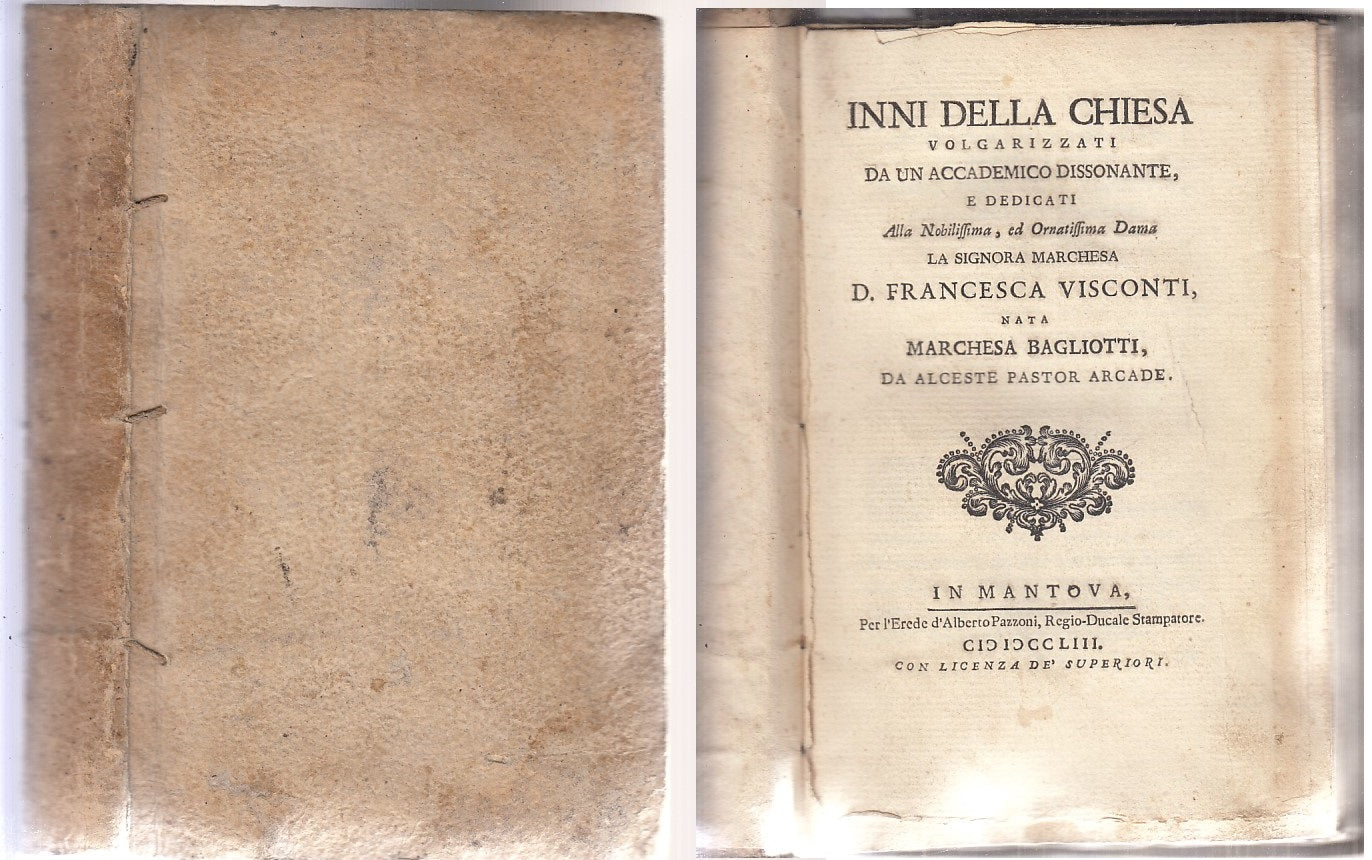 INNI DELLA CHIESA
VOLGARIZZATI
DA UN ACCADEMICO DISSONANTE,
E DEDICATI
Alla Nobiliſſima, ed Ornatiſſima Dama
LA SIGNORA MARCHESA
D. FRANCESCA VISCONTI,
NATA
MARCHESA BAGLIOTTI,
DA ALCESTE PASTOR ARCADE.
IN MANTOVA,
Per l'Erede d'Alberto Pazzoni, Regio-Ducale Stampatore.
CIƆ IƆCCLIII.
CON LICENZA DE' SUPERIORI.